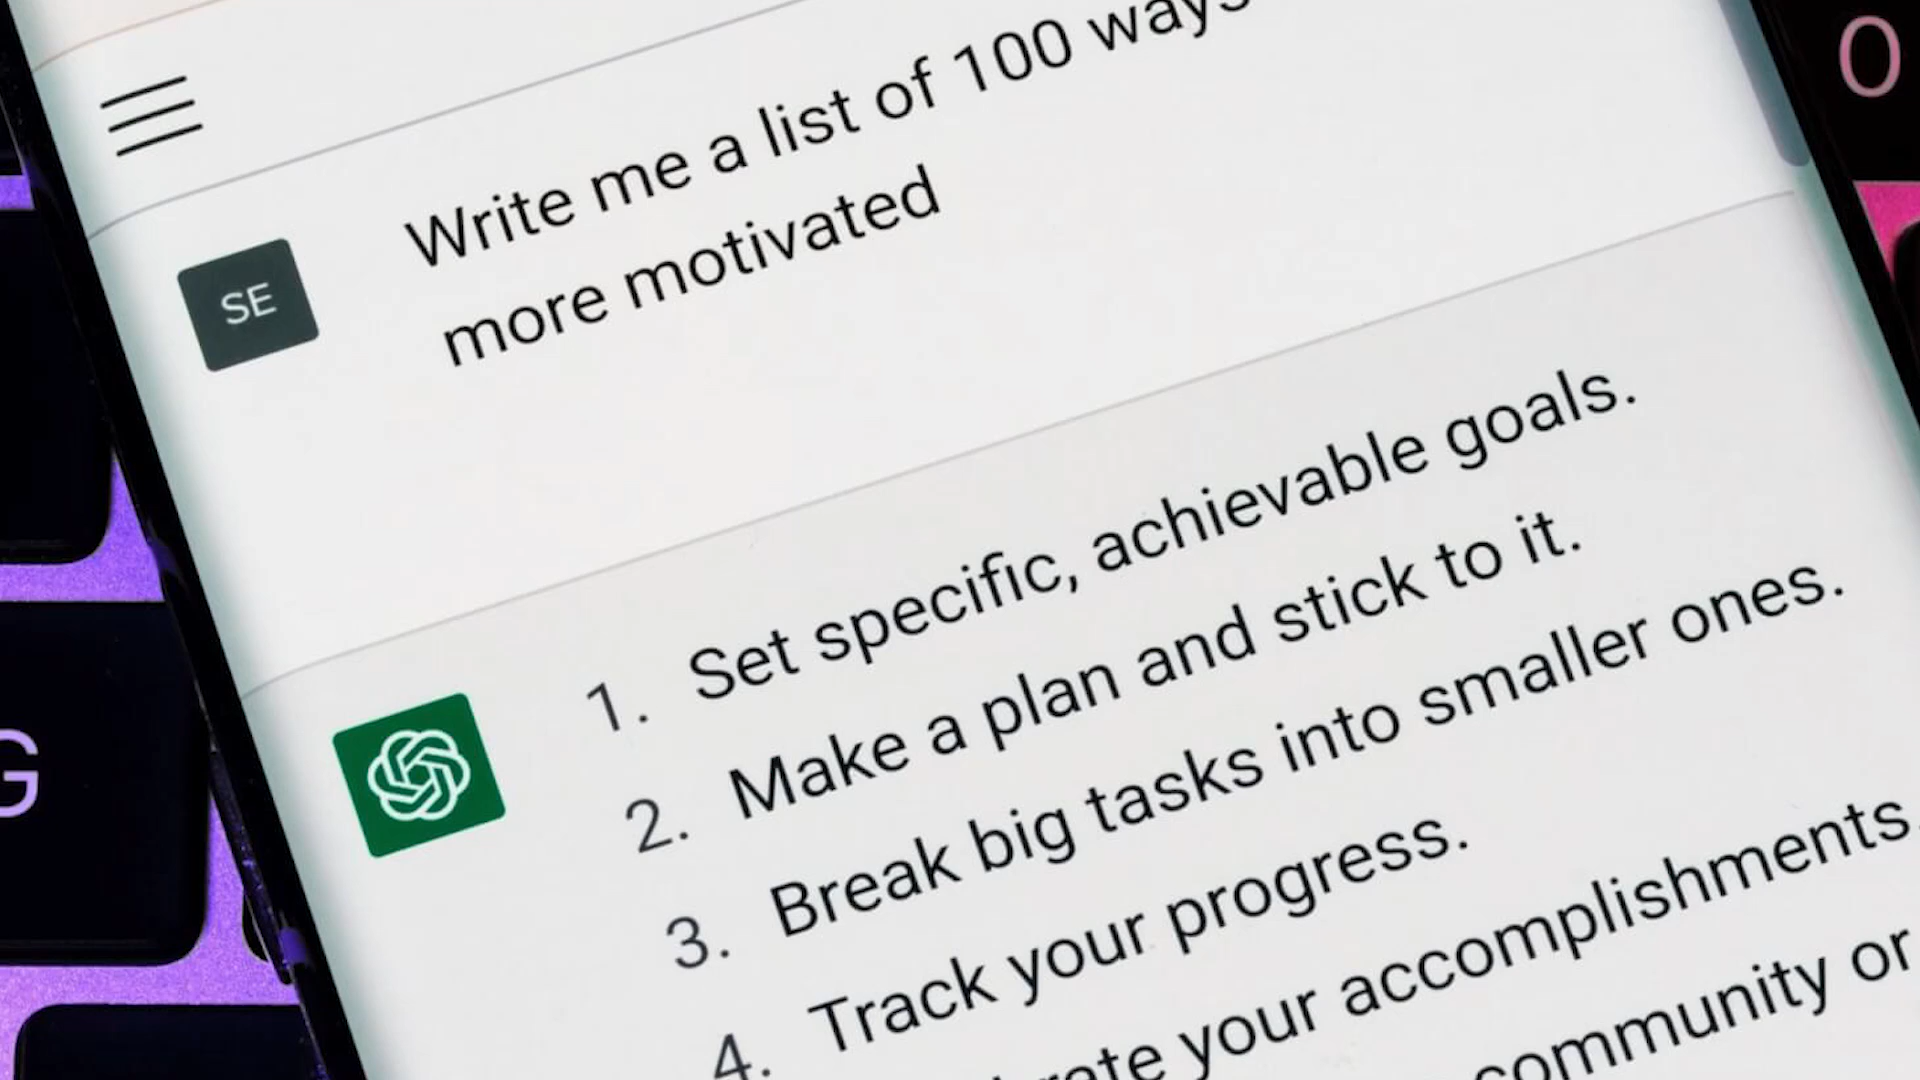 Write me a list of 100 ways
more motivated
SE
1. Set specific, achievable goals.
2. Make a plan and stick to it.
3. Break big tasks into smaller ones.
4. Track your progress.
your accomplishments.
community or
G
O